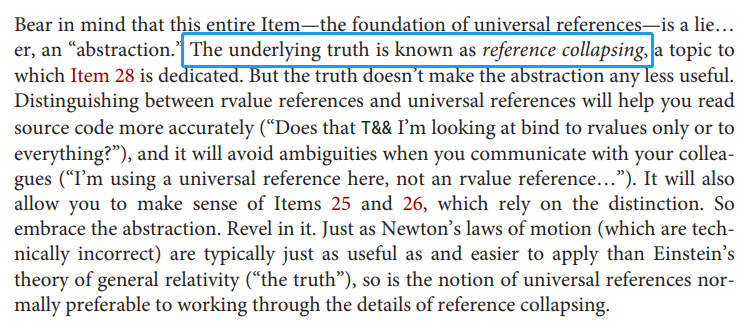 Bear in mind that this entire Item—the foundation of universal references—is a lie…
er, an “abstraction.” The underlying truth is known as reference collapsing, a topic to
which Item 28 is dedicated. But the truth doesn’t make the abstraction any less useful.
Distinguishing between rvalue references and universal references will help you read
source code more accurately (“Does that T&& I’m looking at bind to rvalues only or to
everything?”), and it will avoid ambiguities when you communicate with your collea-
gues (“I’m using a universal reference here, not an rvalue reference…”). It will also
allow you to make sense of Items 25 and 26, which rely on the distinction. So
embrace the abstraction. Revel in it. Just as Newton’s laws of motion (which are tech-
nically incorrect) are typically just as useful as and easier to apply than Einstein’s
theory of general relativity (“the truth”), so is the notion of universal references nor-
mally preferable to working through the details of reference collapsing.